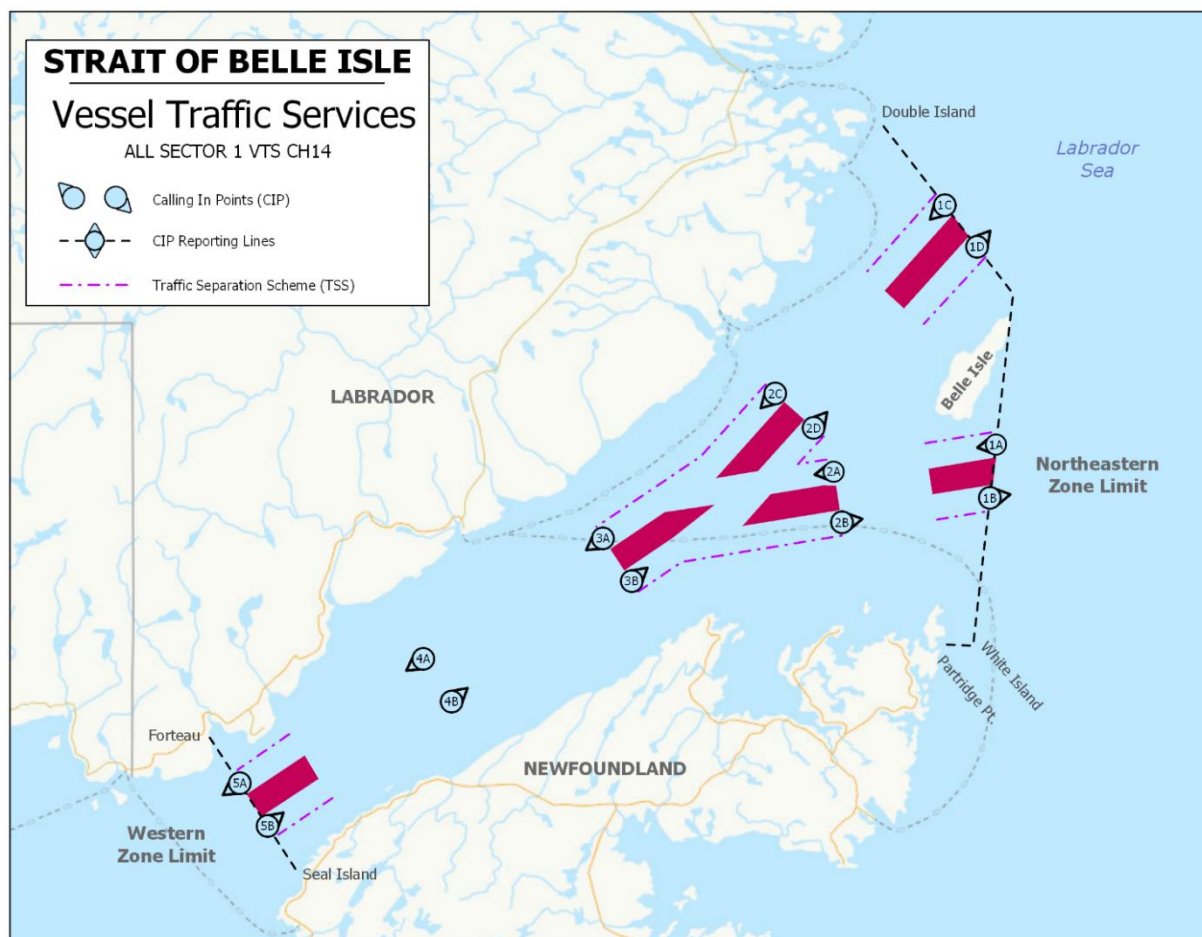 STRAIT OF BELLE ISLE
Vessel Traffic Services
ALL SECTOR 1 VTS CH14
Calling In Points (CIP)
CIP Reporting Lines
Traffic Separation Scheme (TSS)
Double Island
Labrador
Sea
1C
1D
Belle Isle
LABRADOR
2C
2D
1A
2A
Northeastern
Zone Limit
1B
2B
3A
3B
4A
4B
White Island
Partridge Pt.
Forteau
NEWFOUNDLAND
5A
5B
Western
Zone Limit
Seal Island